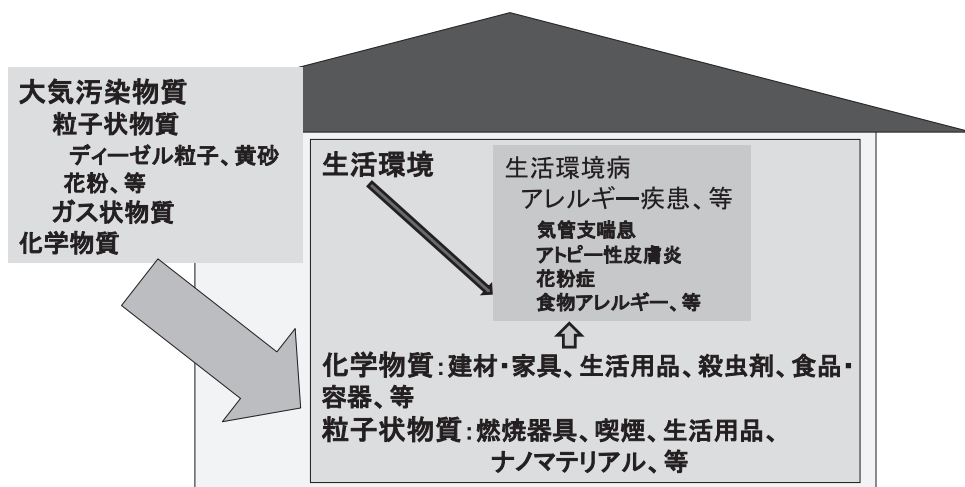 大気汚染物質
粒子状物質
ディーゼル粒子、黄砂
花粉、等
ガス状物質
化学物質
生活環境
生活環境病
アレルギー疾患、等
気管支喘息
アトピー性皮膚炎
花粉症
食物アレルギー、等
化学物質：建材・家具、生活用品、殺虫剤、食品・
容器、等
粒子状物質：燃焼器具、喫煙、生活用品、
ナノマテリアル、等